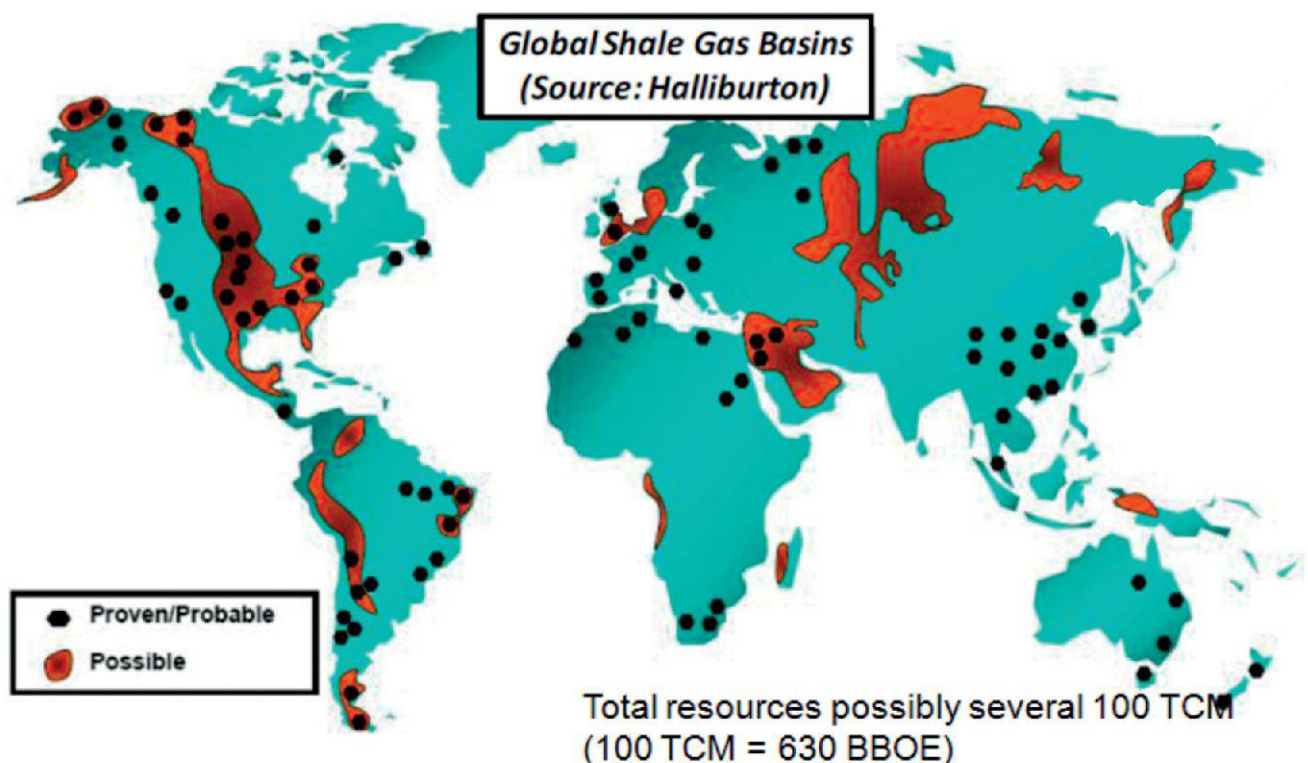 Global Shale Gas Basins
(Source: Halliburton)
Proven/Probable
Possible
Total resources possibly several 100 TCM
(100 TCM = 630 BBOE)